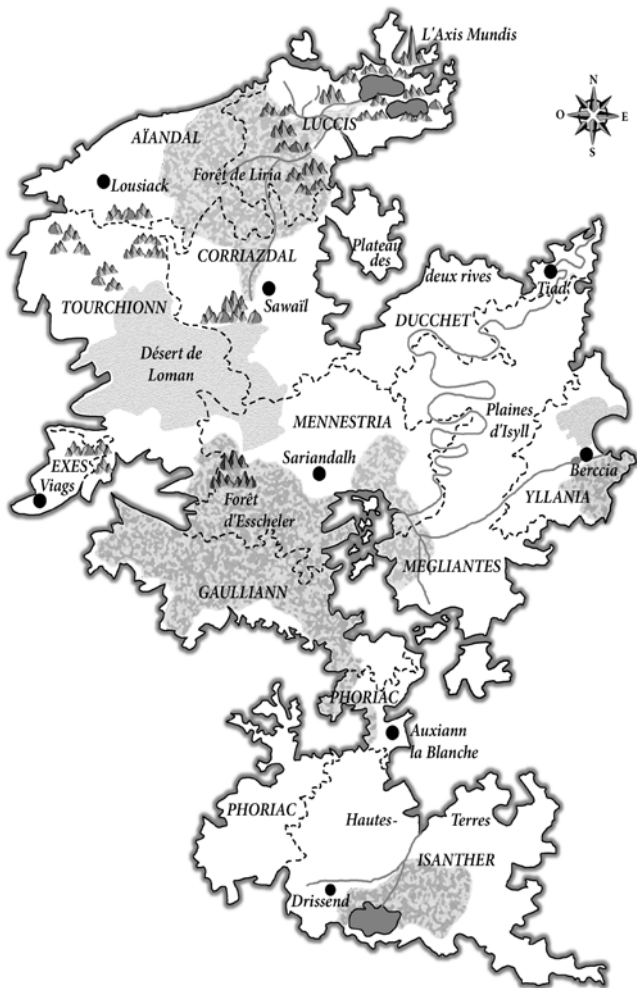 L'Axis Mundis
N
O
E
S
LUCCIS
AÏANDAL
Forêt de Liria
Lousiack
CORRIAZDAL
Plateau des
deux rives
Tiadl
Sawaïl
TOURCHIONN
DUCCHET
Désert de
Loman
MENNESTRIA
Plaines
d'Isyll
EXES
Viags
Sariandalh
Berccia
Forêt
d'Esscheler
YLLANIA
MEGLIANTES
GAULLIANN
PHORIAC
Auxiann
la Blanche
PHORIAC
Hautes-
Terres
ISANTHER
Drissend